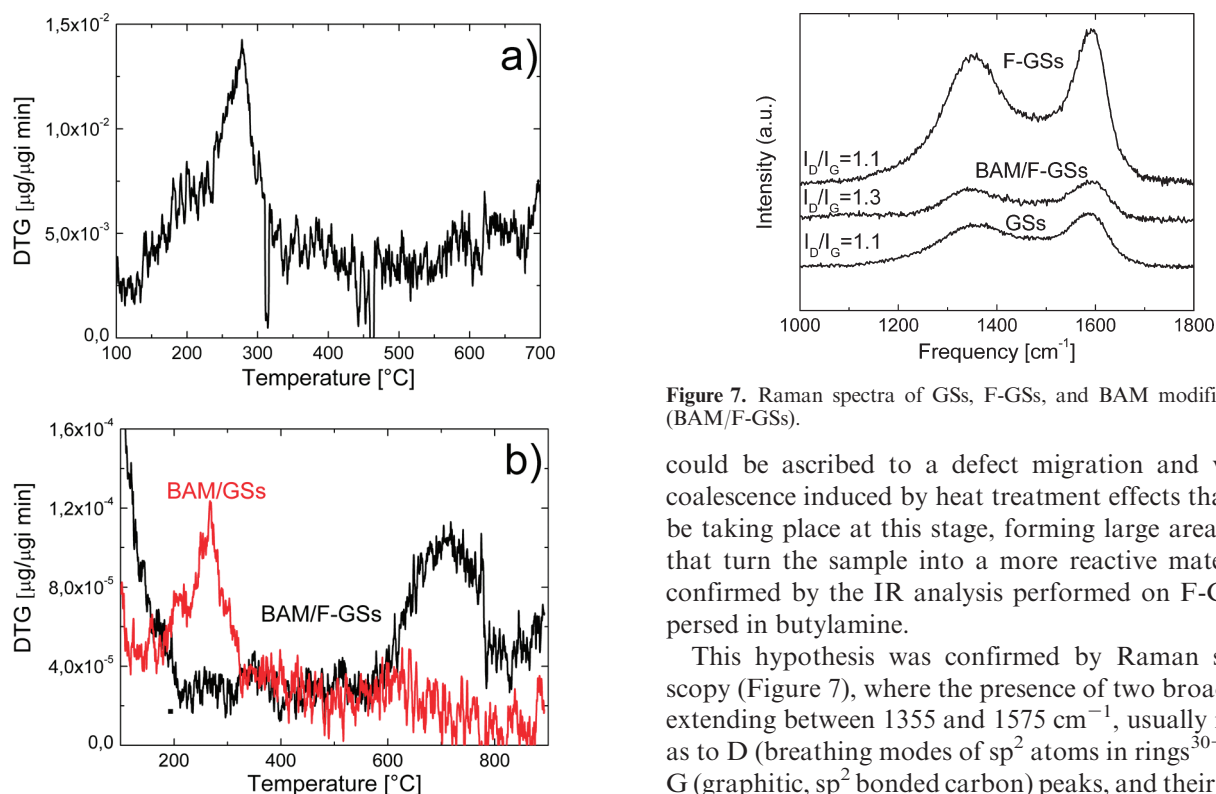 1,5x10⁻²
1,0x10⁻²
5,0x10⁻³
0,0
DTG [µg/µgi min]
a)
100 200 300 400 500 600 700
Temperature [°C]
1,6x10⁻⁴
1,2x10⁻⁴
8,0x10⁻⁵
4,0x10⁻⁵
0,0
DTG [µg/µgi min]
b)
BAM/GSs
BAM/F-GSs
200 400 600 800
Temperature [°C]
Intensity (a.u.)
F-GSs
I_D/I_G=1.1
BAM/F-GSs
I_D/I_G=1.3
GSs
I_D/I_G=1.1
1000 1200 1400 1600 1800
Frequency [cm⁻¹]
Figure 7. Raman spectra of GSs, F-GSs, and BAM
(BAM/F-GSs).
could be ascribed to a defect migration and
coalescence induced by heat treatment effects
be taking place at this stage, forming large
that turn the sample into a more reactive
confirmed by the IR analysis performed on
persed in butylamine.
This hypothesis was confirmed by Raman
scopy (Figure 7), where the presence of two
extending between 1355 and 1575 cm⁻¹, usually
as to D (breathing modes of sp² atoms in rings³⁰⁻
G (graphitic, sp² bonded carbon) peaks, and their